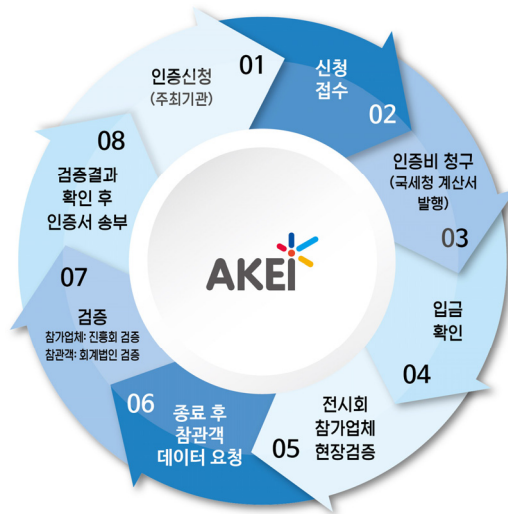 01
인증신청
(주최기관)
신청
접수
02
인증비 청구
(국세청 계산서
발행)
03
입금
확인
04
전시회
참가업체
현장검증
05
종료 후
참관객
데이터 요청
06
07
검증
참가업체: 진흥회 검증
참관객: 회계법인 검증
08
검증결과
확인 후
인증서 송부
AKEI